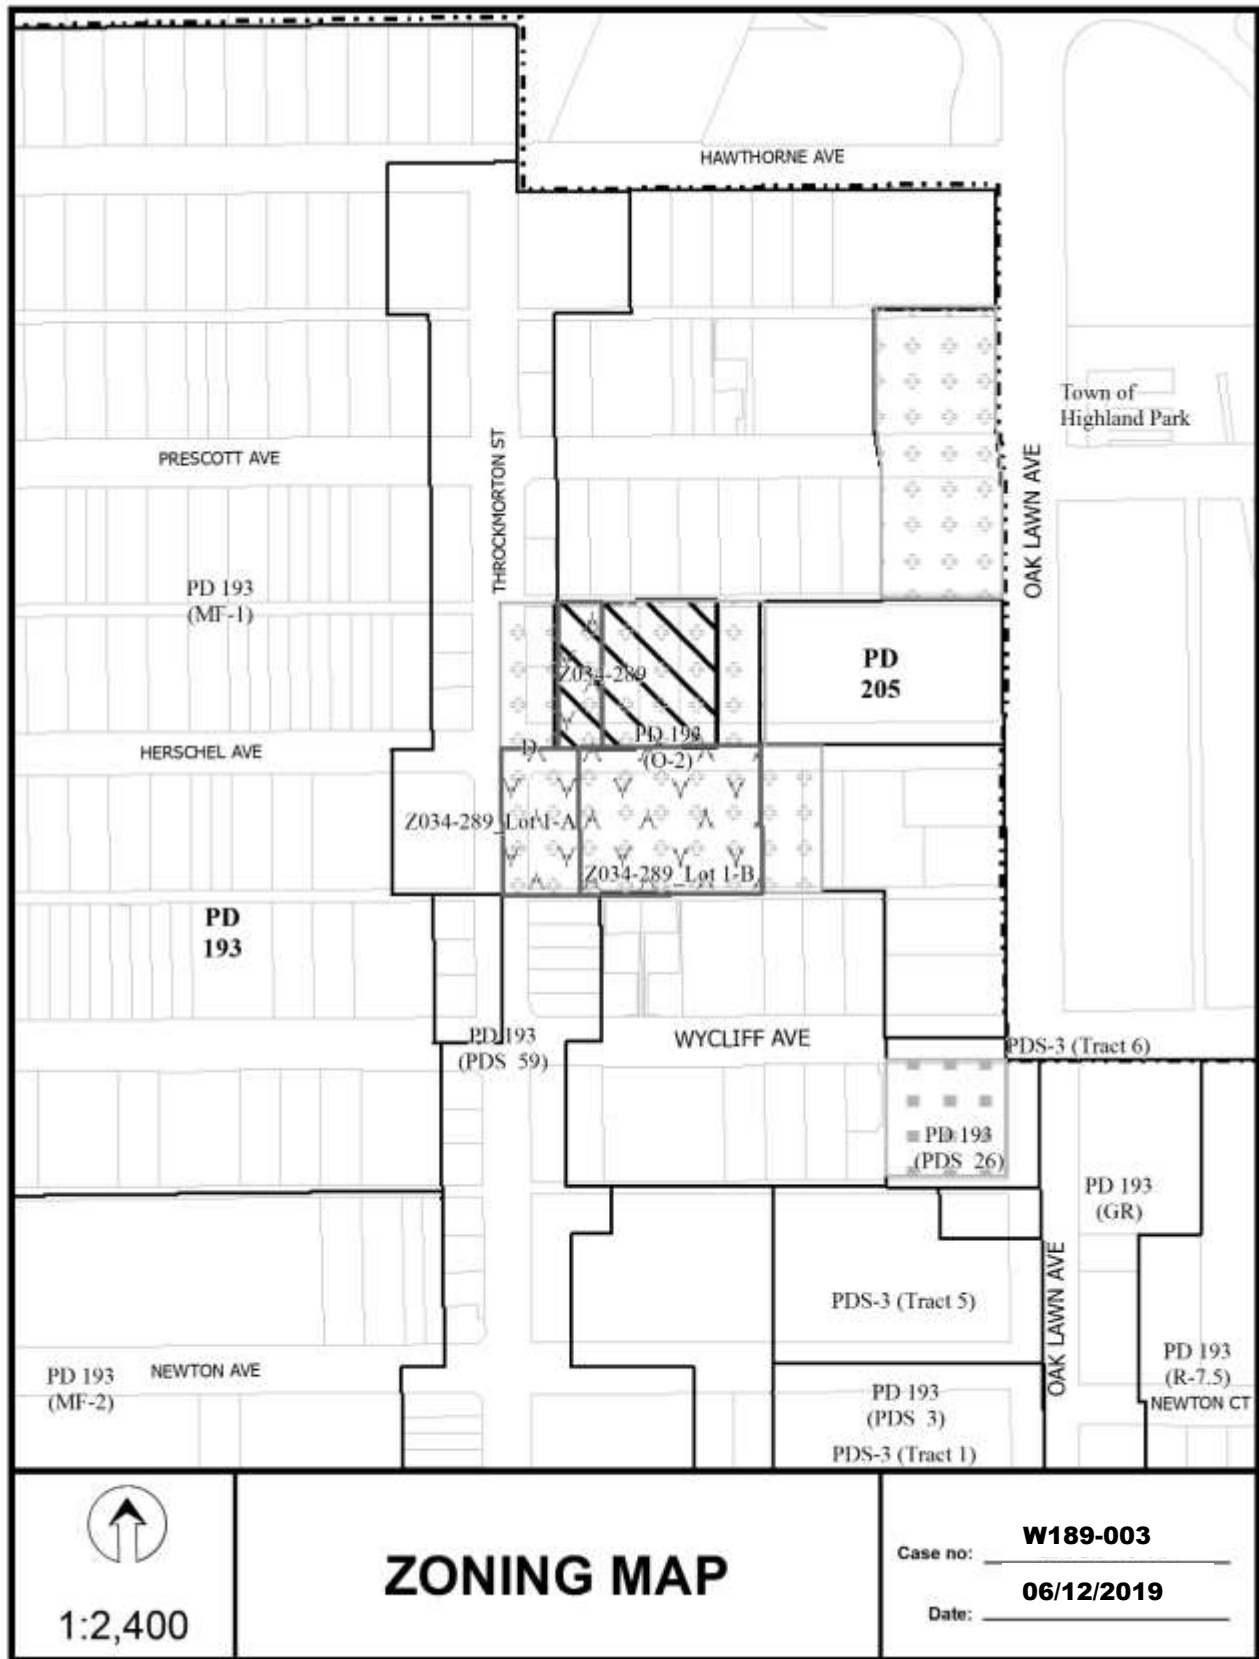 HAWTHORNE AVE
Town of
Highland Park
THROCKMORTON ST
OAK LAWN AVE
PRESCOTT AVE
PD 193
(MF-1)
PD
205
Z034-289
PD 193
(O-2)
HERSCHEL AVE
D
Z034-289_Lot 1-A
Z034-289_Lot 1-B
PD
193
PD 193
(PDS 59)
WYCLIFF AVE
PDS-3 (Tract 6)
PD 193
(PDS 26)
PD 193
(GR)
OAK LAWN AVE
PDS-3 (Tract 5)
PD 193
(MF-2)
NEWTON AVE
PD 193
(PDS 3)
PDS-3 (Tract 1)
PD 193
(R-7.5)
NEWTON CT
1:2,400
ZONING MAP
Case no: W189-003
Date: 06/12/2019